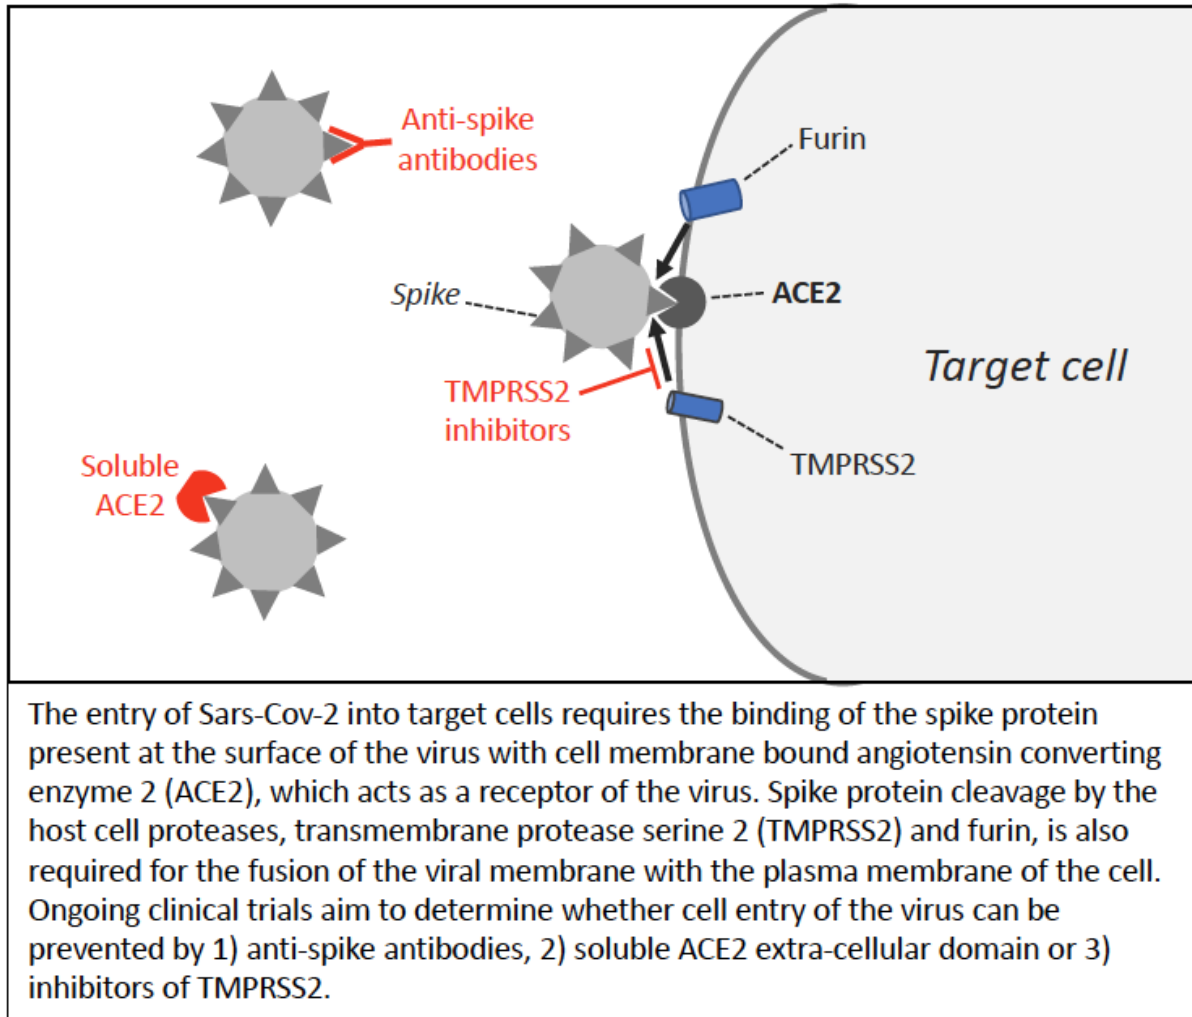 Anti-spike
antibodies
Furin
Spike
ACE2
Target cell
TMPRSS2
inhibitors
TMPRSS2
Soluble
ACE2
The entry of Sars-Cov-2 into target cells requires the binding of the spike protein
present at the surface of the virus with cell membrane bound angiotensin converting
enzyme 2 (ACE2), which acts as a receptor of the virus. Spike protein cleavage by the
host cell proteases, transmembrane protease serine 2 (TMPRSS2) and furin, is also
required for the fusion of the viral membrane with the plasma membrane of the cell.
Ongoing clinical trials aim to determine whether cell entry of the virus can be
prevented by 1) anti-spike antibodies, 2) soluble ACE2 extra-cellular domain or 3)
inhibitors of TMPRSS2.